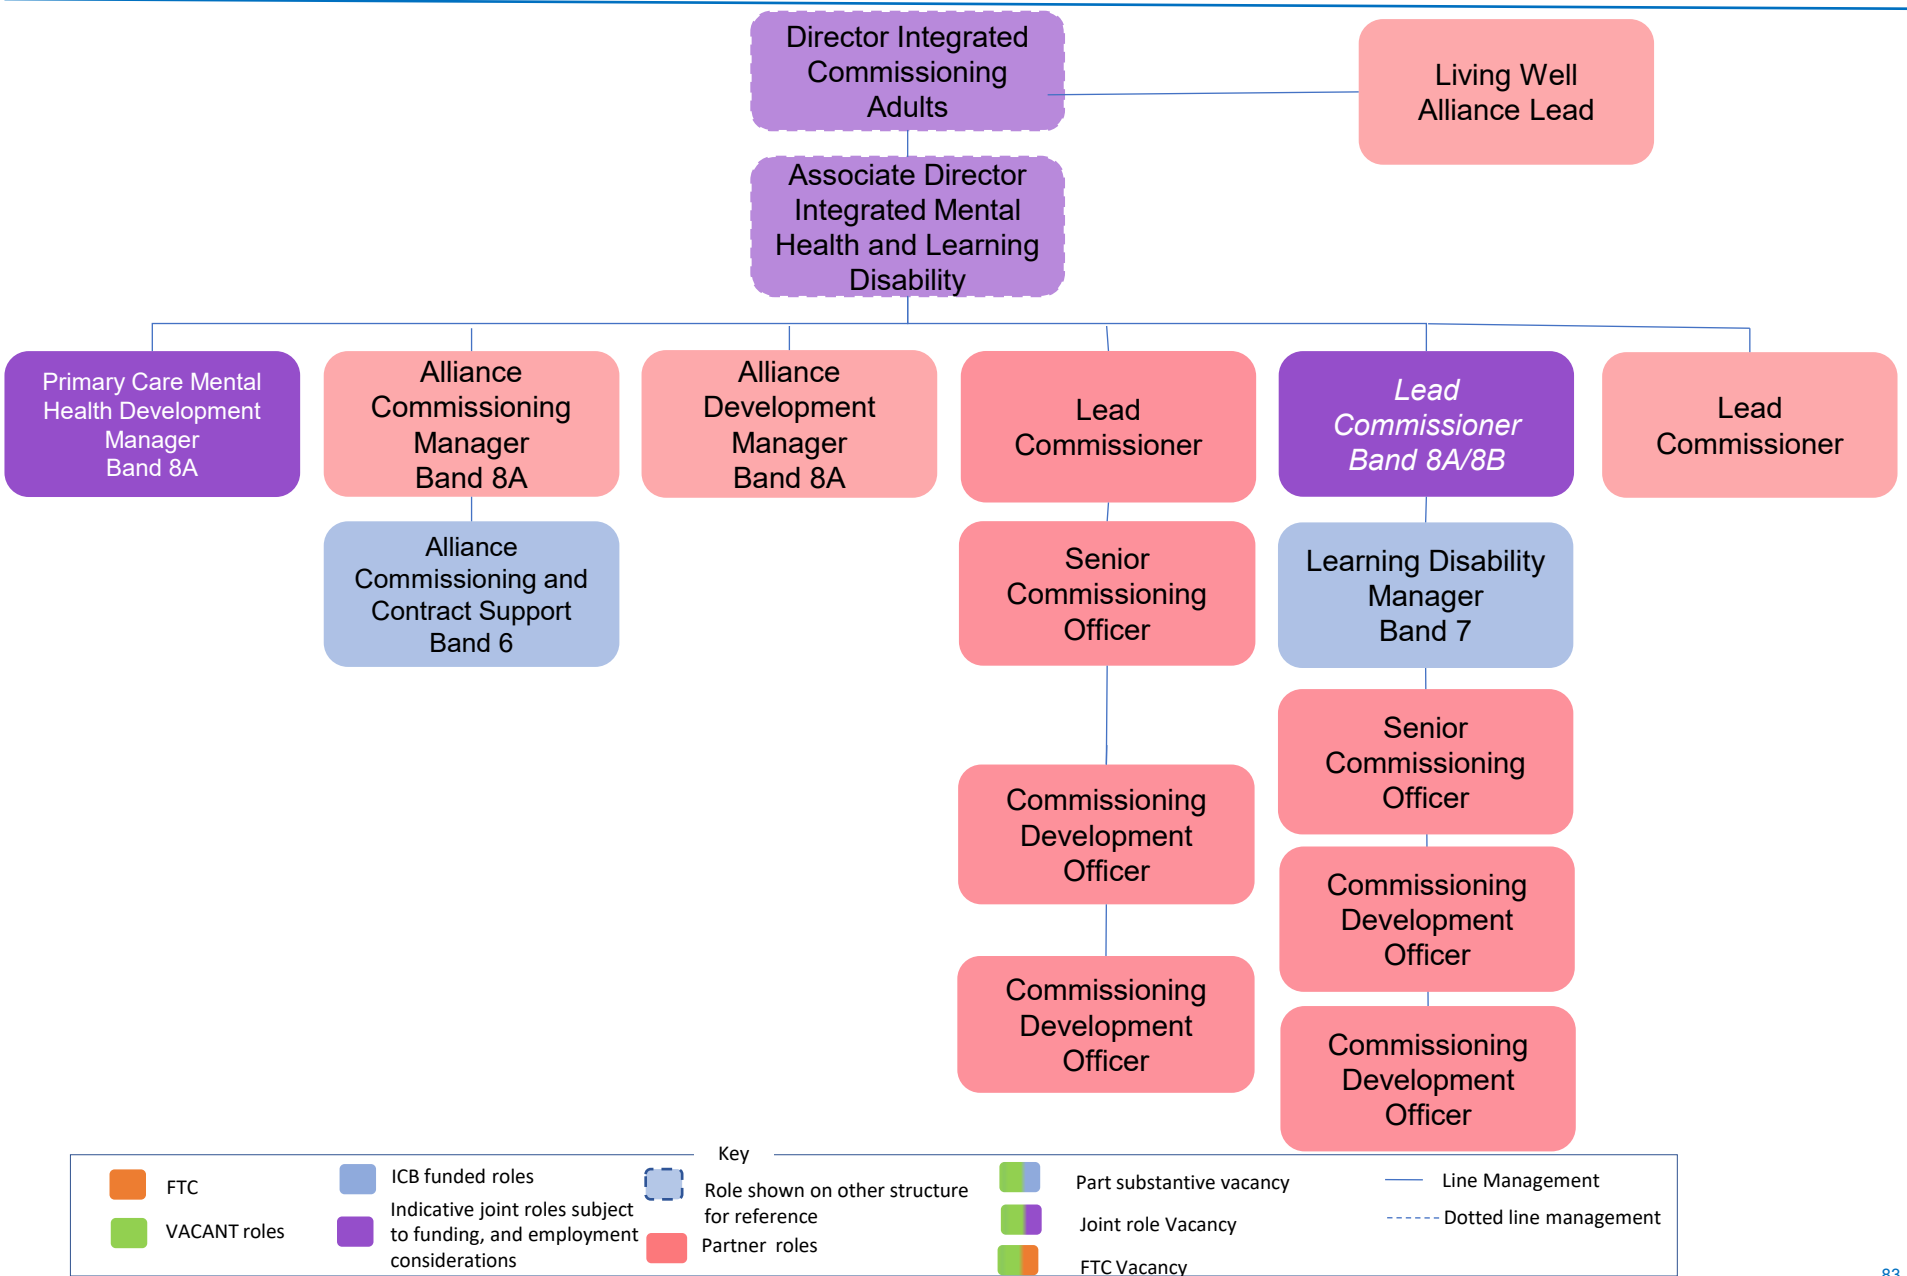 Director Integrated
Commissioning
Adults
Living Well
Alliance Lead
Associate Director
Integrated Mental
Health and Learning
Disability
Primary Care Mental
Health Development
Manager
Band 8A
Alliance
Commissioning
Manager
Band 8A
Alliance
Development
Manager
Band 8A
Lead
Commissioner
Lead
Commissioner
Band 8A/8B
Lead
Commissioner
Alliance
Commissioning and
Contract Support
Band 6
Senior
Commissioning
Officer
Learning Disability
Manager
Band 7
Senior
Commissioning
Officer
Commissioning
Development
Officer
Commissioning
Development
Officer
Commissioning
Development
Officer
Commissioning
Development
Officer
Key
FTC
VACANT roles
ICB funded roles
Indicative joint roles subject
to funding, and employment
considerations
Role shown on other structure
for reference
Partner roles
Part substantive vacancy
Joint role Vacancy
FTC Vacancy
Line Management
Dotted line management
83